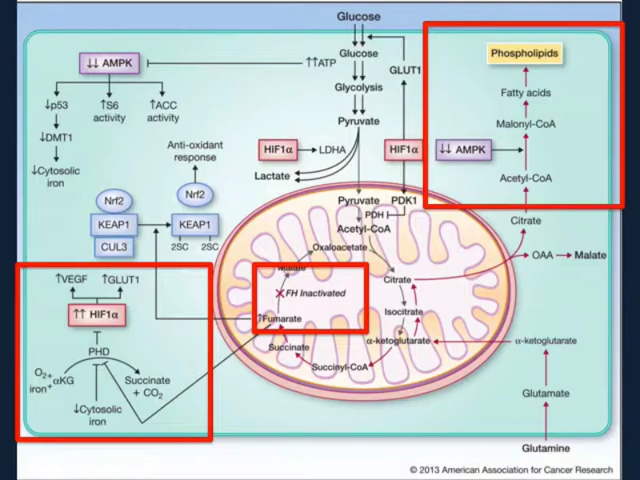 Glucose
↓↓ AMPK
↑↑ATP
Glucose
GLUT1
Phospholipids
Glycolysis
Fatty acids
↓p53
↑S6
activity
↑ACC
activity
Pyruvate
Malonyl-CoA
↓DMT1
Anti-oxidant
response
HIF1α
LDHA
HIF1α
↓↓ AMPK
↓Cytosolic
iron
Lactate
Acetyl-CoA
Nrf2
Nrf2
Pyruvate
PDK1
PDH
KEAP1
KEAP1
Acetyl-CoA
Citrate
CUL3
2SC
2SC
Oxaloacetate
OAA
Malate
Malate
↑VEGF
↑GLUT1
FH Inactivated
Citrate
↑↑ HIF1α
↑Fumarate
Isocitrate
PHD
Succinate
α-ketoglutarate
α-ketoglutarate
O2+
iron+
αKG
Succinate
+ CO2
Succinyl-CoA
Glutamate
↓Cytosolic
iron
Glutamine
© 2013 American Association for Cancer Research